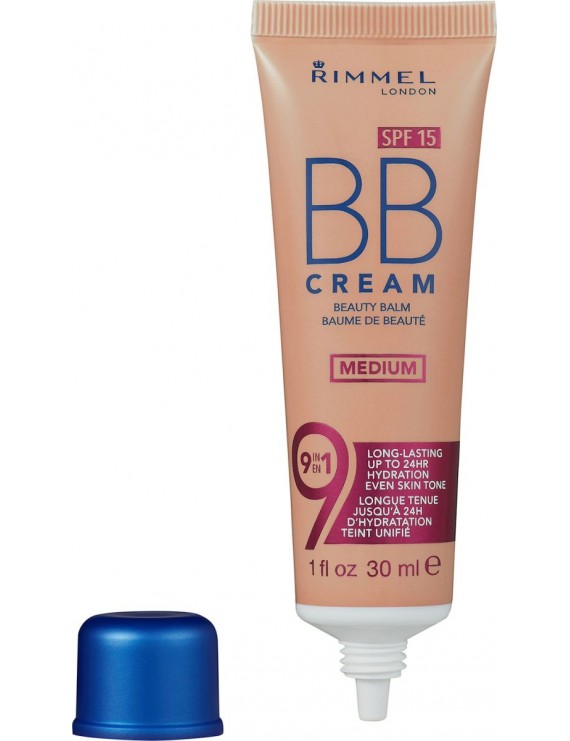 RIMMEL
LONDON
SPF 15
BB
CREAM
BEAUTY BALM
BAUME DE BEAUTÉ
MEDIUM
9 IN EN 1
LONG-LASTING
UP TO 24HR
HYDRATION
EVEN SKIN TONE
LONGUE TENUE
JUSQU'À 24H
D'HYDRATATION
TEINT UNIFIÉ
9
1 fl oz 30 ml e